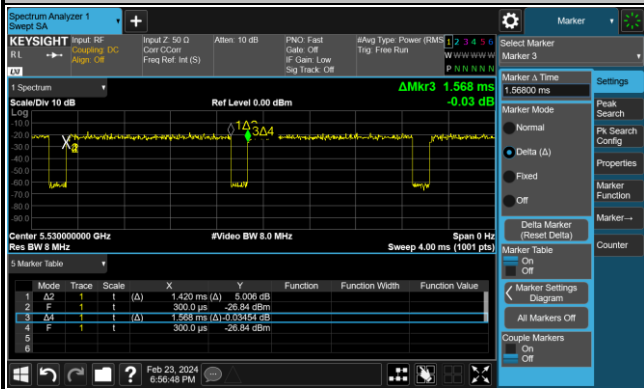 Spectrum Analyzer 1
Swept SA
Marker
KEYSIGHT Input: RF Input Z: 50 Ω Atten: 10 dB PNO: Fast #Avg Type: Power (RMS 1 2 3 4 5 6
RL Coupling: DC Corr CCorr Gate: Off Trig: Free Run W W W W W W
Align: Off Freq Ref: Int (S) IF Gain: Low P N N N N N
Sig Track: Off
LXI
Select Marker
Marker 3
1 Spectrum
ΔMkr3 1.568 ms
Scale/Div 10 dB Ref Level 0.00 dBm -0.03 dB
Log
-10.0
-20.0
-30.0
-40.0
-50.0
-60.0
-70.0
-80.0
-90.0
1Δ2
3Δ4
X
Center 5.530000000 GHz #Video BW 8.0 MHz Span 0 Hz
Res BW 8 MHz Sweep 4.00 ms (1001 pts)
5 Marker Table
Mode Trace Scale X Y Function Function Width Function Value
1 Δ2 1 t (Δ) 1.420 ms (Δ) 5.006 dB
2 F 1 t 300.0 µs -26.84 dBm
3 Δ4 1 t (Δ) 1.568 ms (Δ) -0.03454 dB
4 F 1 t 300.0 µs -26.84 dBm
5
6
Marker Δ Time
1.56800 ms
Marker Mode
Normal
Delta (Δ)
Fixed
Off
Delta Marker
(Reset Delta)
Marker Table
On
Off
Marker Settings
Diagram
All Markers Off
Couple Markers
On
Off
Settings
Peak
Search
Pk Search
Config
Properties
Marker
Function
Marker→
Counter
Feb 23, 2024
6:56:48 PM